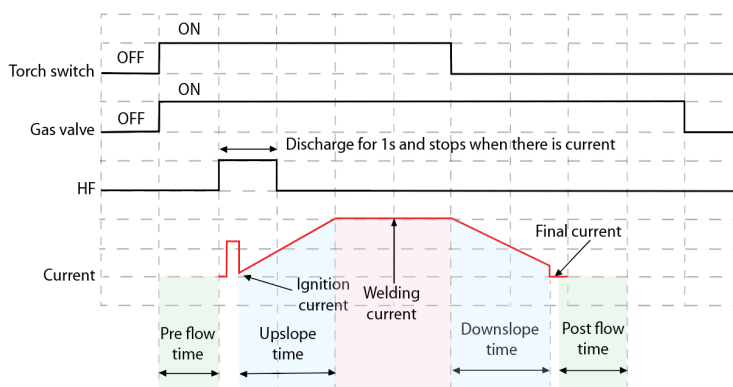 ON
OFF
Torch switch
ON
OFF
Gas valve
Discharge for 1s and stops when there is current
HF
Final current
Current
Ignition
current
Welding
current
Pre flow
time
Upslope
time
Downslope
time
Post flow
time